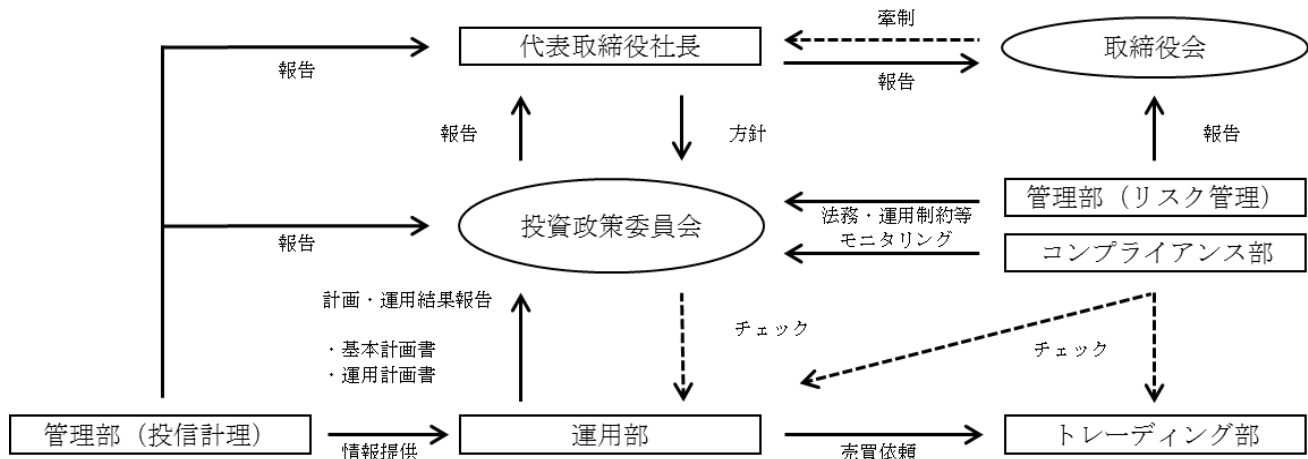 牽制
代表取締役社長
取締役会
報告
報告
報告
方針
報告
管理部（リスク管理）
投資政策委員会
法務・運用制約等
モニタリング
報告
コンプライアンス部
計画・運用結果報告
チェック
チェック
・基本計画書
・運用計画書
管理部（投信計理）
運用部
トレーディング部
情報提供
売買依頼